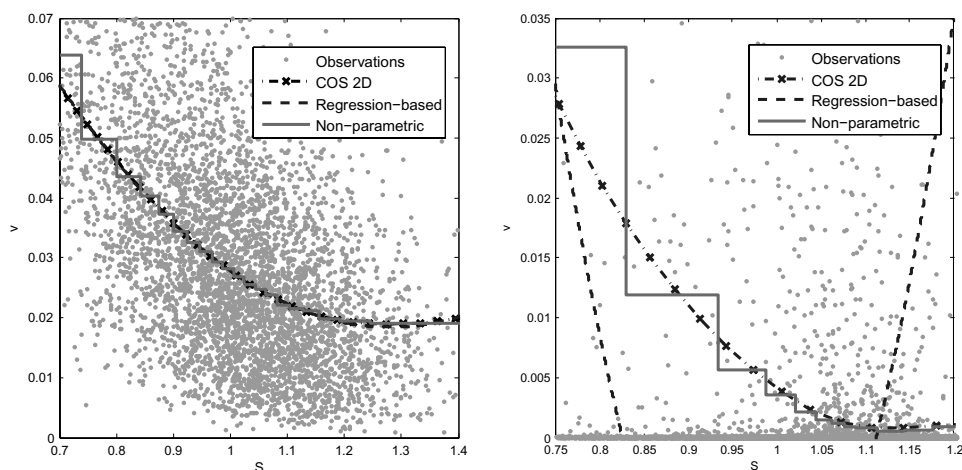 0.07
0.06
0.05
0.04
0.03
0.02
0.01
0
v
0.7 0.8 0.9 1 1.1 1.2 1.3 1.4
S
Observations
COS 2D
Regression−based
Non−parametric
0.035
0.03
0.025
0.02
0.015
0.01
0.005
0
v
0.75 0.8 0.85 0.9 0.95 1 1.05 1.1 1.15 1.2
S
Observations
COS 2D
Regression−based
Non−parametric